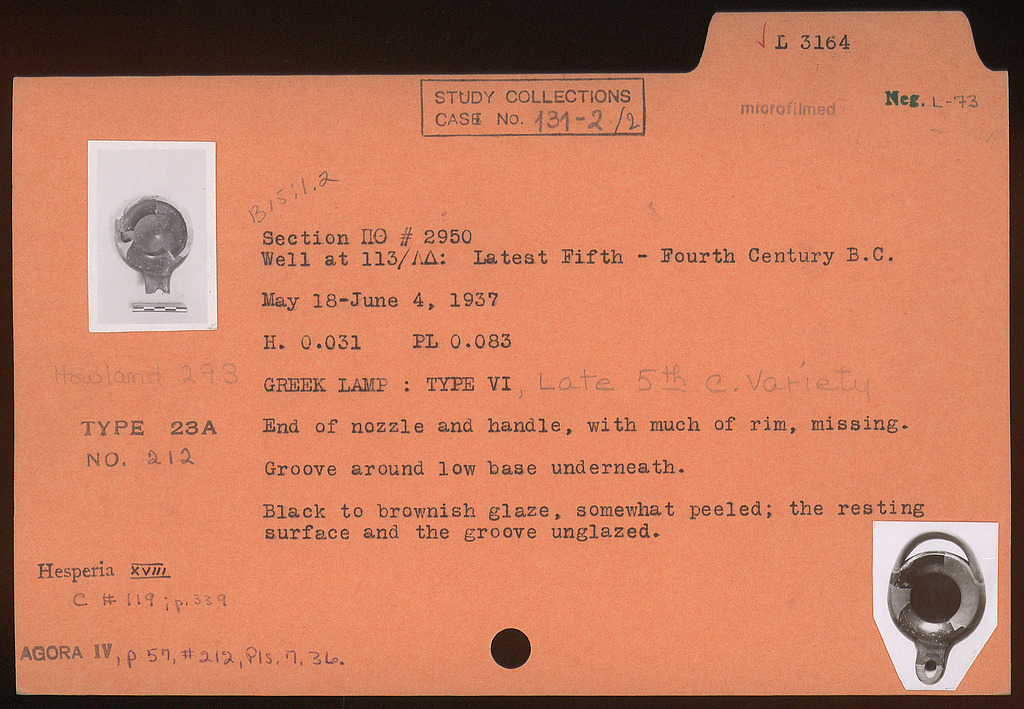 ✓ L 3164
STUDY COLLECTIONS
CASE No. 131-2/2
microfilmed
Neg. L-73
B15:1.2
Section ΠΘ # 2950
Well at 113/ΛΔ: Latest Fifth - Fourth Century B.C.
May 18-June 4, 1937
H. 0.031 PL 0.083
Howland 293
GREEK LAMP : TYPE VI, Late 5th c. variety
TYPE 23A
NO. 212
End of nozzle and handle, with much of rim, missing.
Groove around low base underneath.
Black to brownish glaze, somewhat peeled; the resting
surface and the groove unglazed.
Hesperia XVIII
C # 119; p. 339
AGORA IV, p 57, #212, Pls. 7, 36.